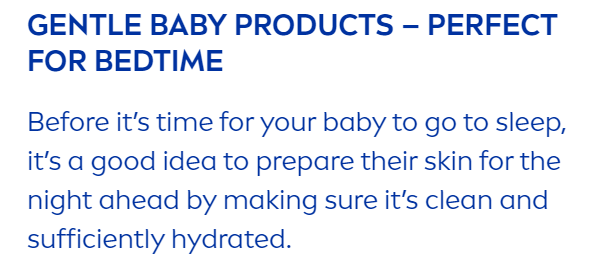 GENTLE BABY PRODUCTS – PERFECT
FOR BEDTIME
Before it’s time for your baby to go to sleep,
it’s a good idea to prepare their skin for the
night ahead by making sure it’s clean and
sufficiently hydrated.